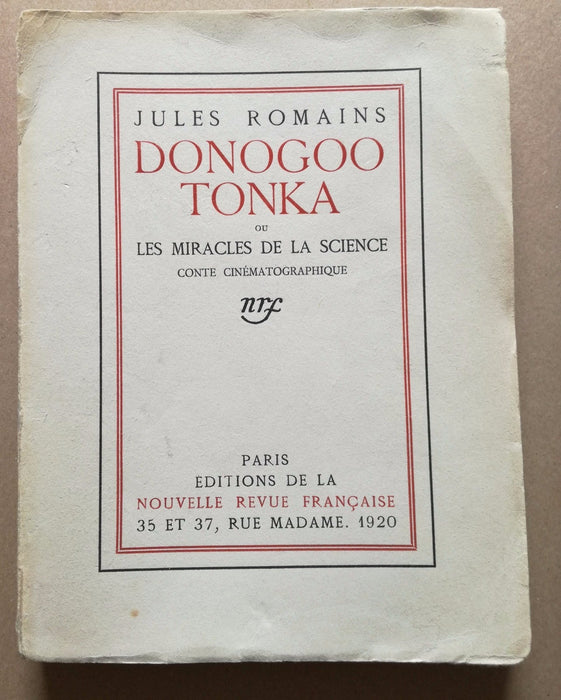 JULES ROMAINS
DONOGOO
TONKA
OU
LES MIRACLES DE LA SCIENCE
CONTE CINÉMATOGRAPHIQUE
nrf
PARIS
ÉDITIONS DE LA
NOUVELLE REVUE FRANÇAISE
35 ET 37, RUE MADAME. 1920